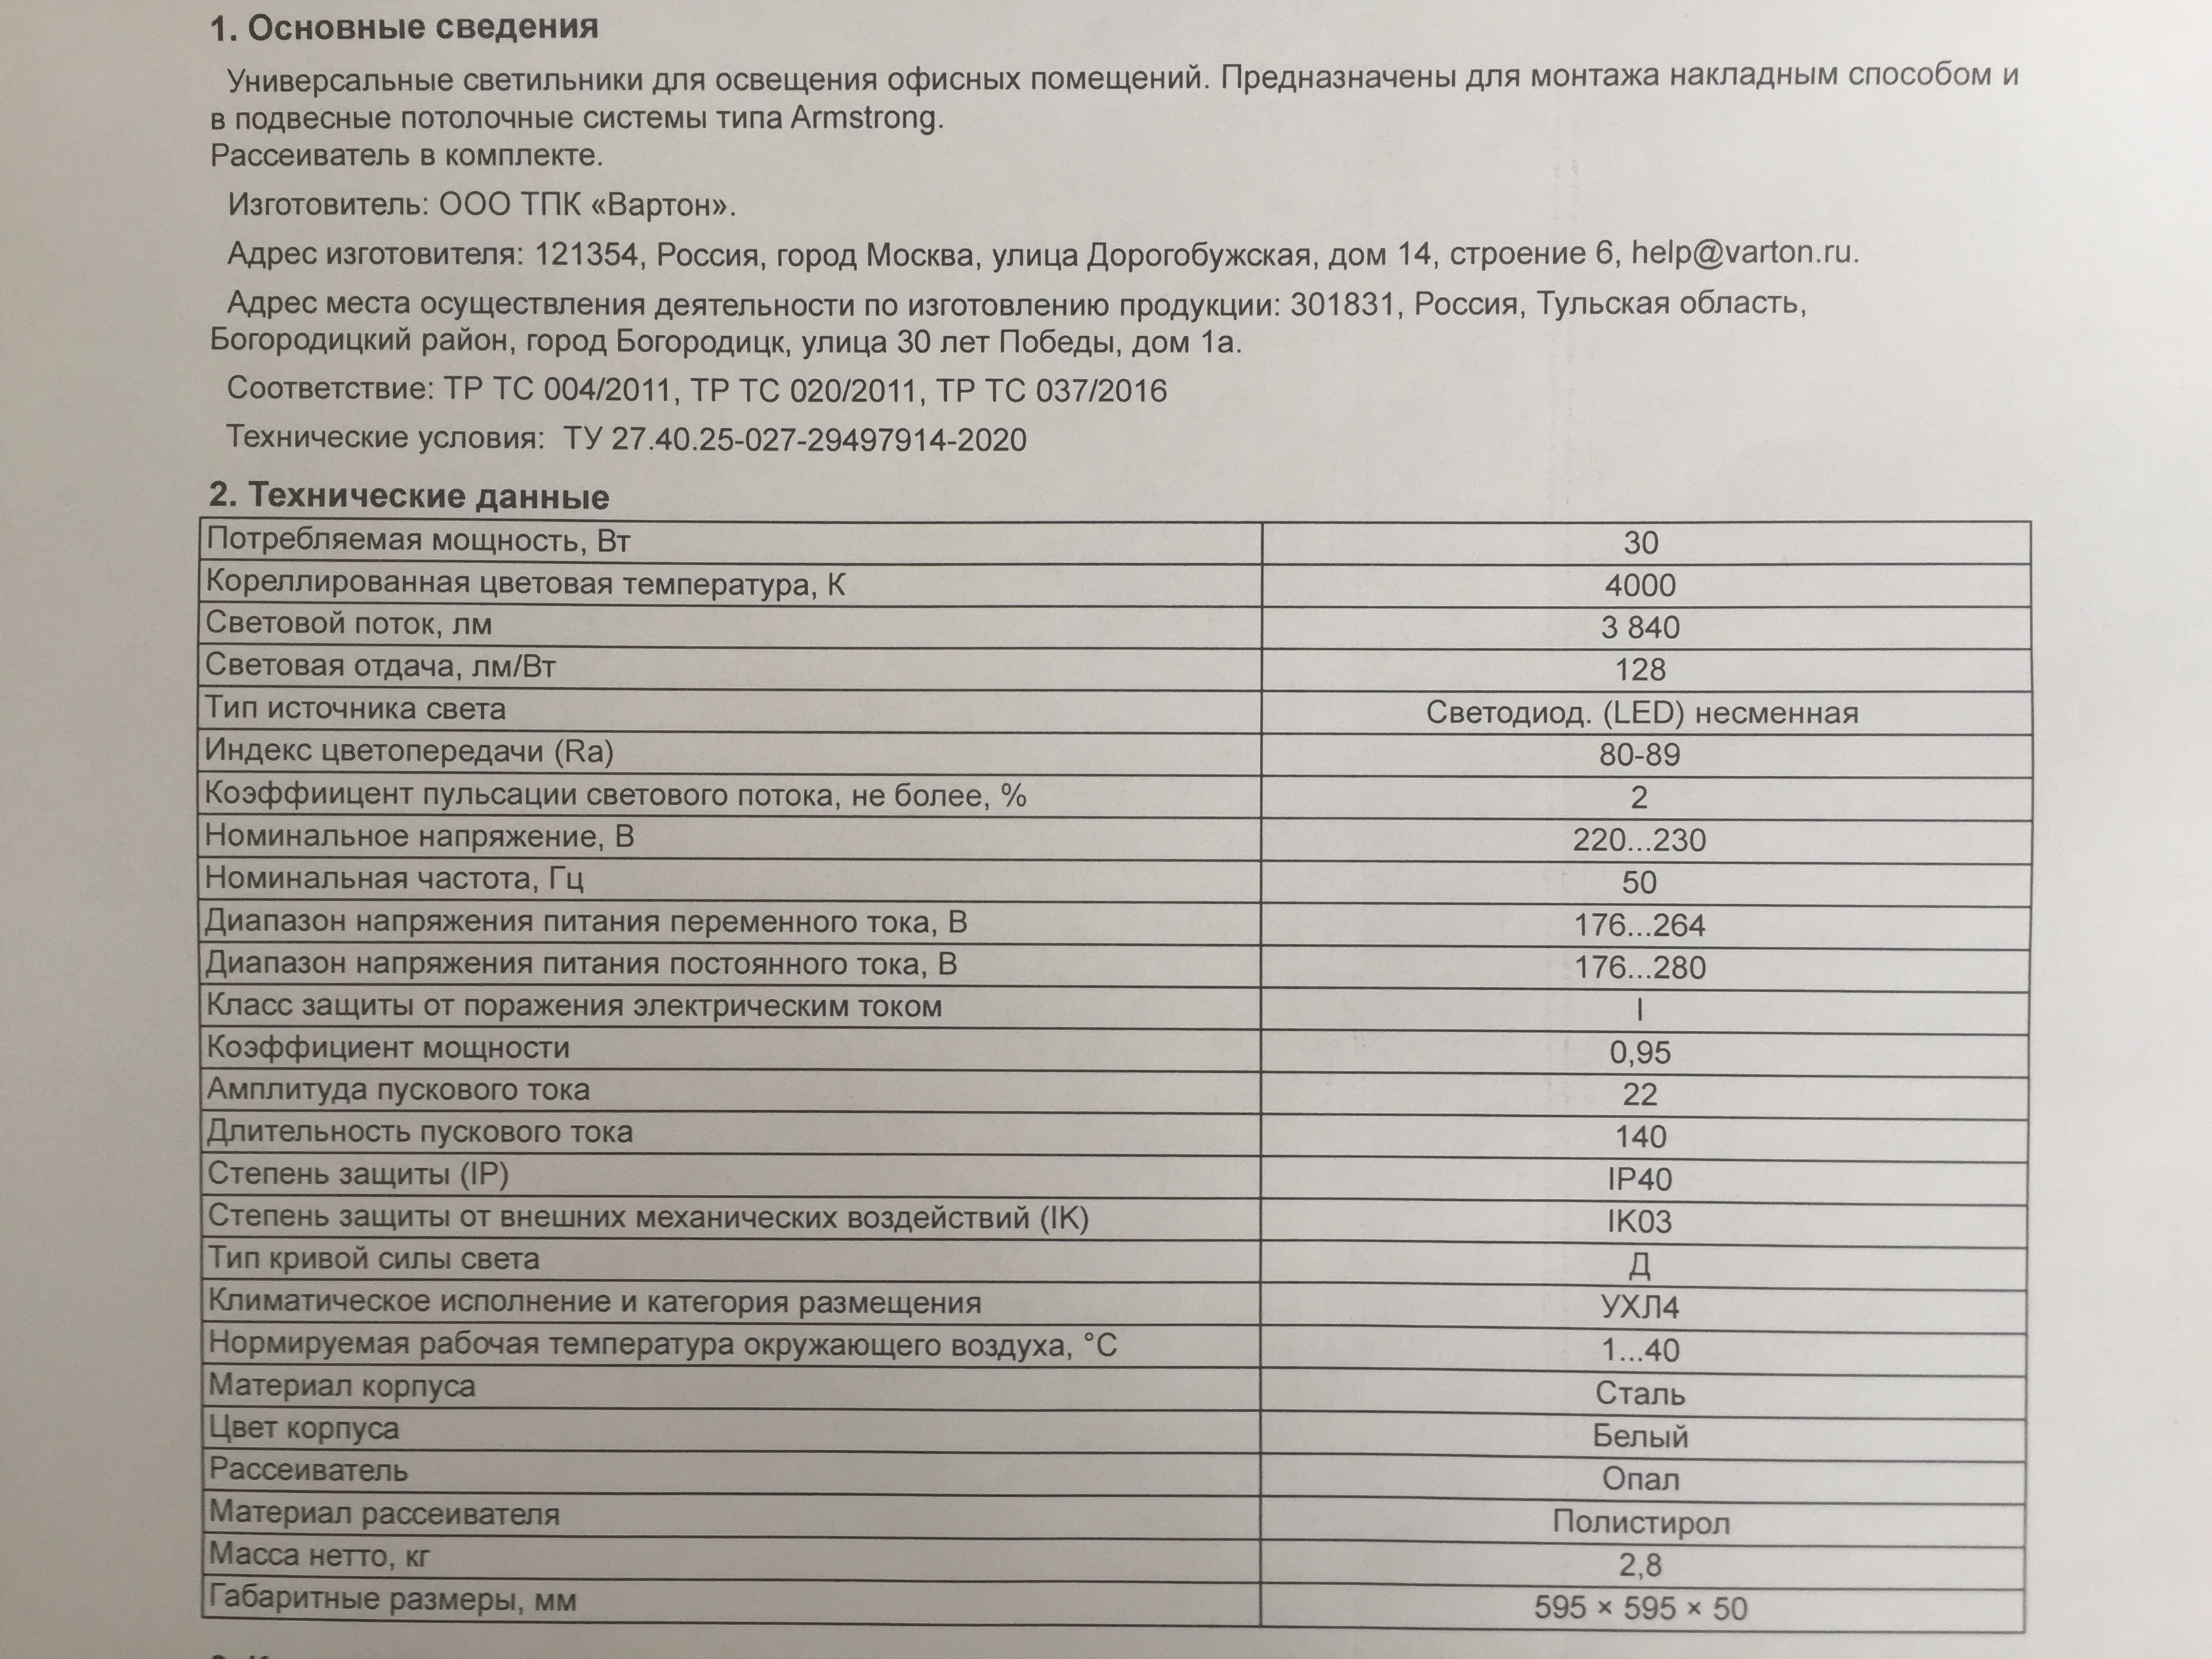 1. Основные сведения
Универсальные светильники для освещения офисных помещений. Предназначены для монтажа накладным способом и
в подвесные потолочные системы типа Armstrong.
Рассеиватель в комплекте.
Изготовитель: ООО ТПК «Вартон».
Адрес изготовителя: 121354, Россия, город Москва, улица Дорогобужская, дом 14, строение 6, help@varton.ru.
Адрес места осуществления деятельности по изготовлению продукции: 301831, Россия, Тульская область,
Богородицкий район, город Богородицк, улица 30 лет Победы, дом 1а.
Соответствие: ТР ТС 004/2011, ТР ТС 020/2011, ТР ТС 037/2016
Технические условия: ТУ 27.40.25-027-29497914-2020
2. Технические данные
Потребляемая мощность, Вт 30
Кореллированная цветовая температура, К 4000
Световой поток, лм 3 840
Световая отдача, лм/Вт 128
Тип источника света Светодиод. (LED) несменная
Индекс цветопередачи (Ra) 80-89
Коэффиицент пульсации светового потока, не более, % 2
Номинальное напряжение, В 220...230
Номинальная частота, Гц 50
Диапазон напряжения питания переменного тока, В 176...264
Диапазон напряжения питания постоянного тока, В 176...280
Класс защиты от поражения электрическим током I
Коэффициент мощности 0,95
Амплитуда пускового тока 22
Длительность пускового тока 140
Степень защиты (IP) IP40
Степень защиты от внешних механических воздействий (IK) IK03
Тип кривой силы света Д
Климатическое исполнение и категория размещения УХЛ4
Нормируемая рабочая температура окружающего воздуха, °С 1...40
Материал корпуса Сталь
Цвет корпуса Белый
Рассеиватель Опал
Материал рассеивателя Полистирол
Масса нетто, кг 2,8
Габаритные размеры, мм 595 × 595 × 50